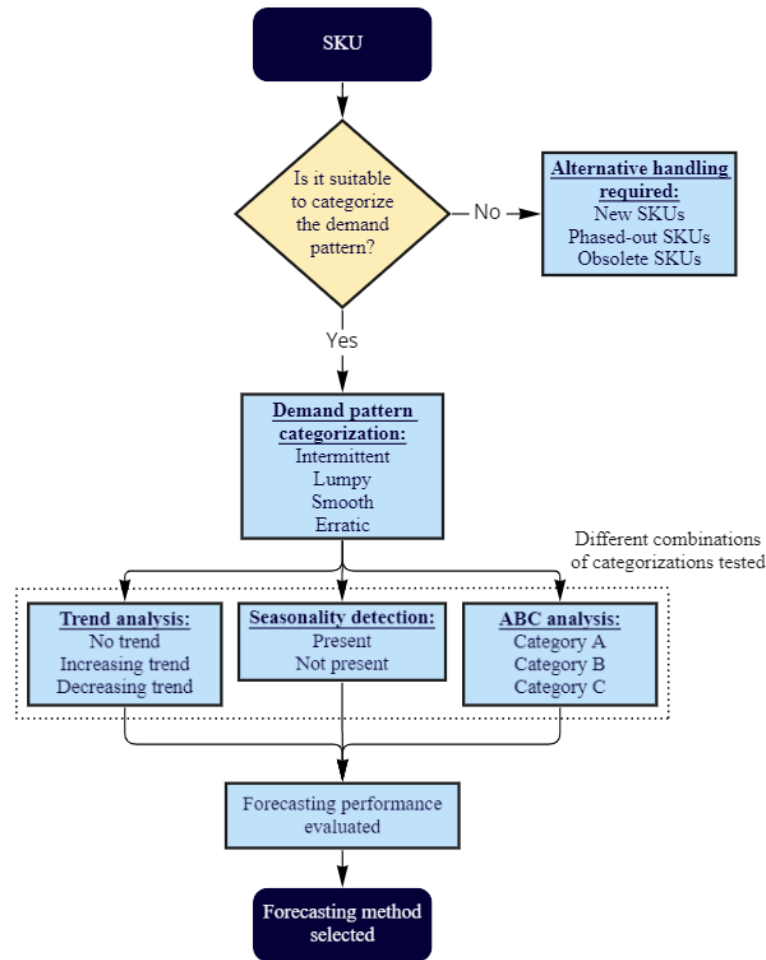 SKU
Is it suitable
to categorize
the demand
pattern?
No
Alternative handling
required:
New SKUs
Phased-out SKUs
Obsolete SKUs
Yes
Demand pattern
categorization:
Intermittent
Lumpy
Smooth
Erratic
Different combinations
of categorizations tested
Trend analysis:
No trend
Increasing trend
Decreasing trend
Seasonality detection:
Present
Not present
ABC analysis:
Category A
Category B
Category C
Forecasting performance
evaluated
Forecasting method
selected